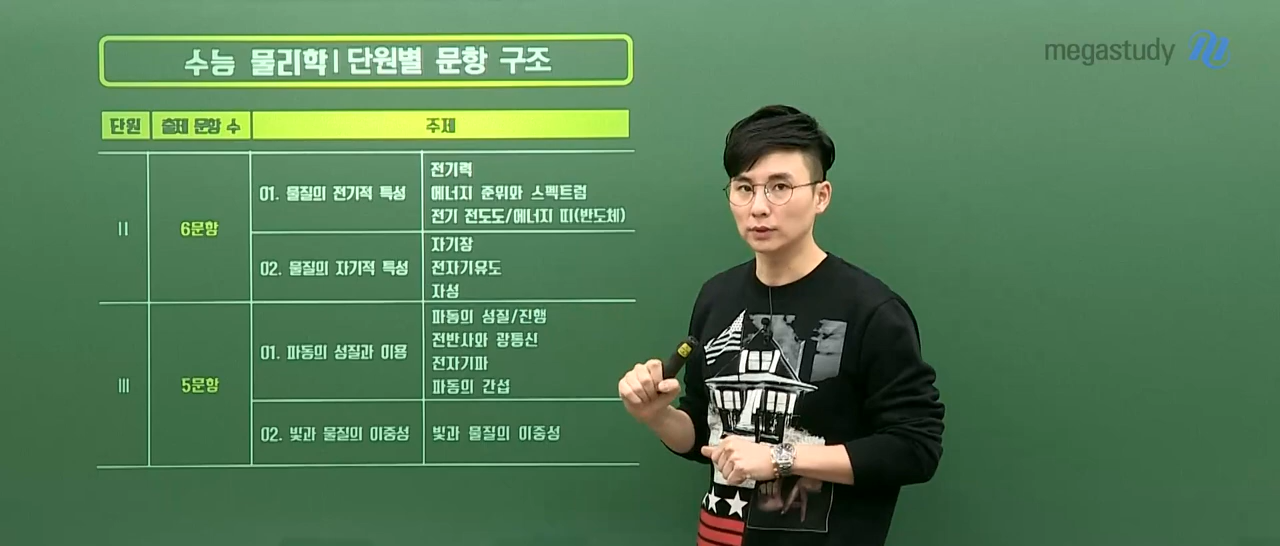 수능 물리학Ⅰ 단원별 문항 구조
megastudy
단원 출제 문항 수 주제
Ⅱ 6문항
01. 물질의 전기적 특성
전기력
에너지 준위와 스펙트럼
전기 전도도/에너지 띠(반도체)
02. 물질의 자기적 특성
자기장
전자기유도
자성
Ⅲ 5문항
01. 파동의 성질과 이용
파동의 성질/진행
전반사와 광통신
전자기파
파동의 간섭
02. 빛과 물질의 이중성
빛과 물질의 이중성